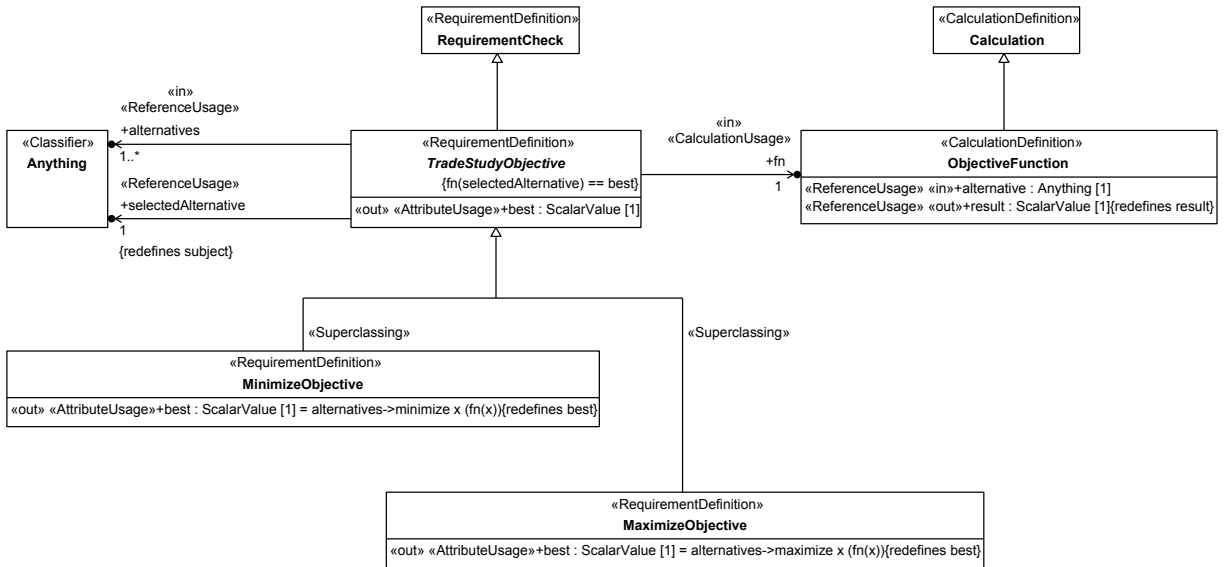 «RequirementDefinition»
RequirementCheck
«CalculationDefinition»
Calculation
«in»
«ReferenceUsage»
+alternatives
1..*
«Classifier»
Anything
«ReferenceUsage»
+selectedAlternative
1
{redefines subject}
«RequirementDefinition»
TradeStudyObjective
{fn(selectedAlternative) == best}
«out» «AttributeUsage»+best : ScalarValue [1]
«in»
«CalculationUsage»
+fn
1
«CalculationDefinition»
ObjectiveFunction
«ReferenceUsage» «in»+alternative : Anything [1]
«ReferenceUsage» «out»+result : ScalarValue [1]{redefines result}
«Superclassing»
«Superclassing»
«RequirementDefinition»
MinimizeObjective
«out» «AttributeUsage»+best : ScalarValue [1] = alternatives->minimize x (fn(x)){redefines best}
«RequirementDefinition»
MaximizeObjective
«out» «AttributeUsage»+best : ScalarValue [1] = alternatives->maximize x (fn(x)){redefines best}